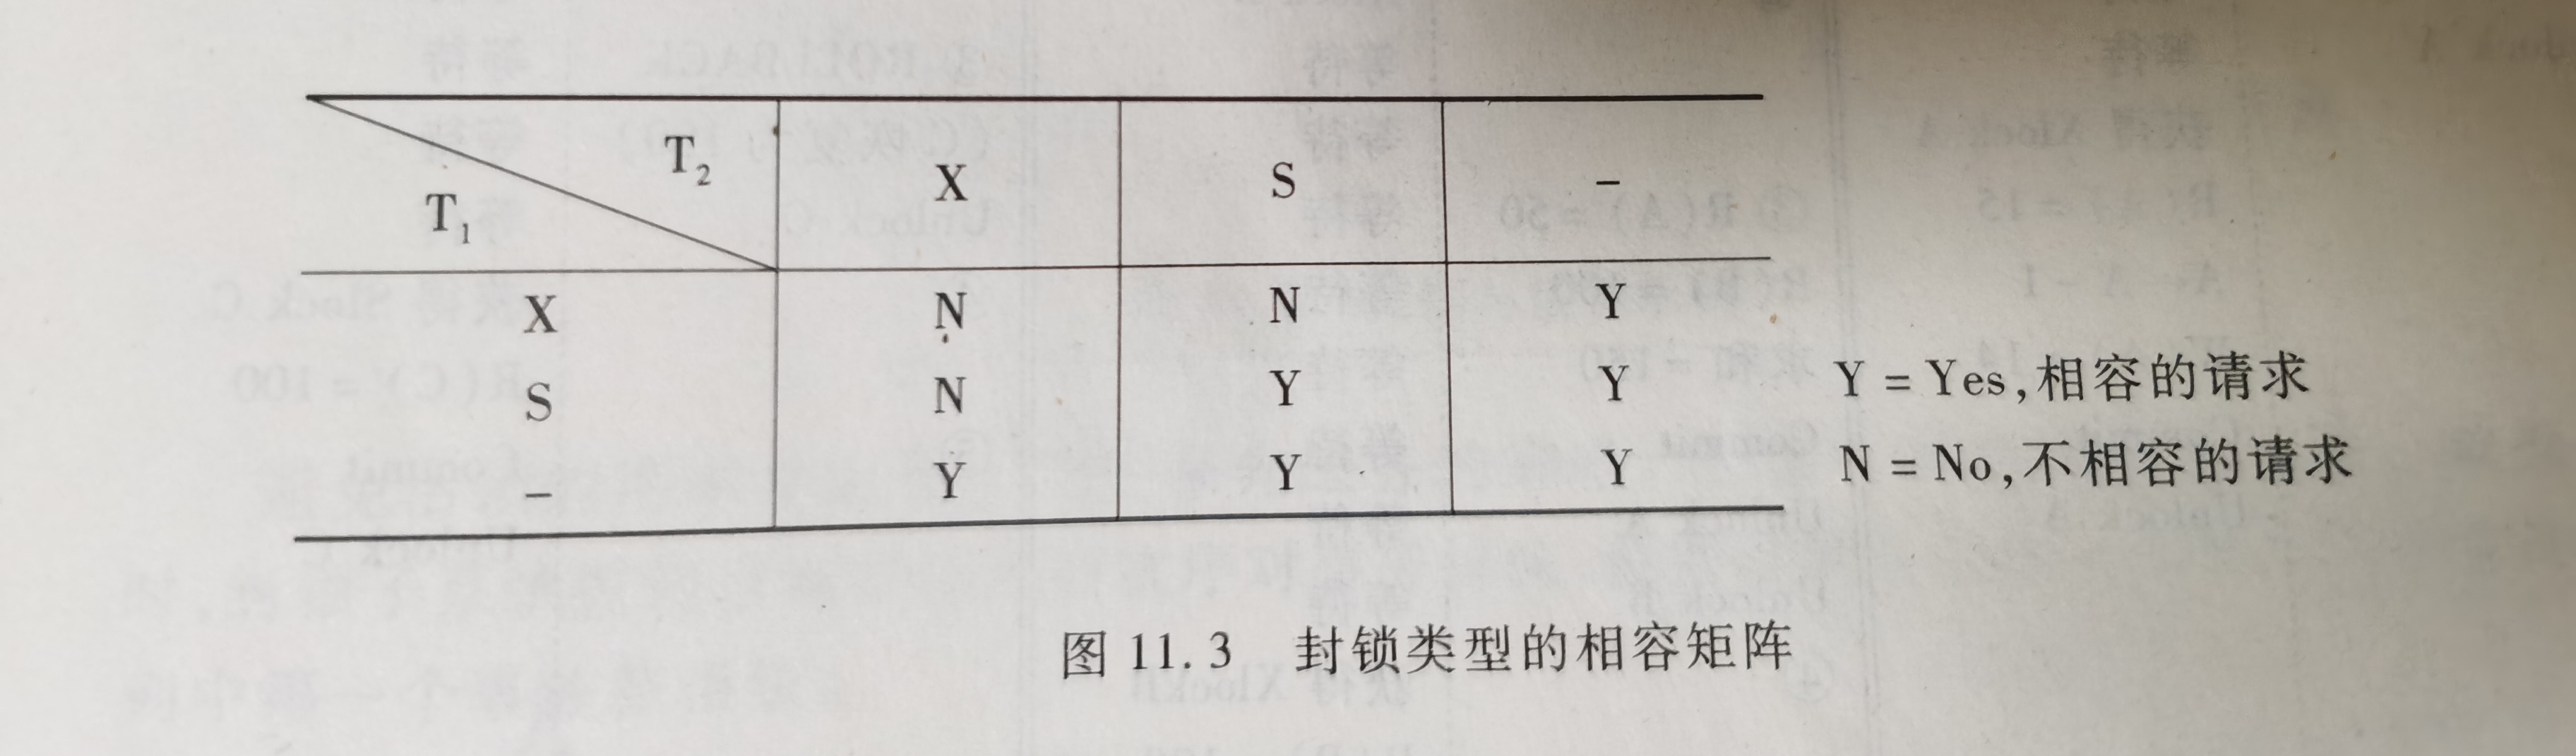 T₂ X S –
T₁
X N N Y
S N Y Y
– Y Y Y
Y = Yes,相容的请求
N = No,不相容的请求
图 11.3 封锁类型的相容矩阵